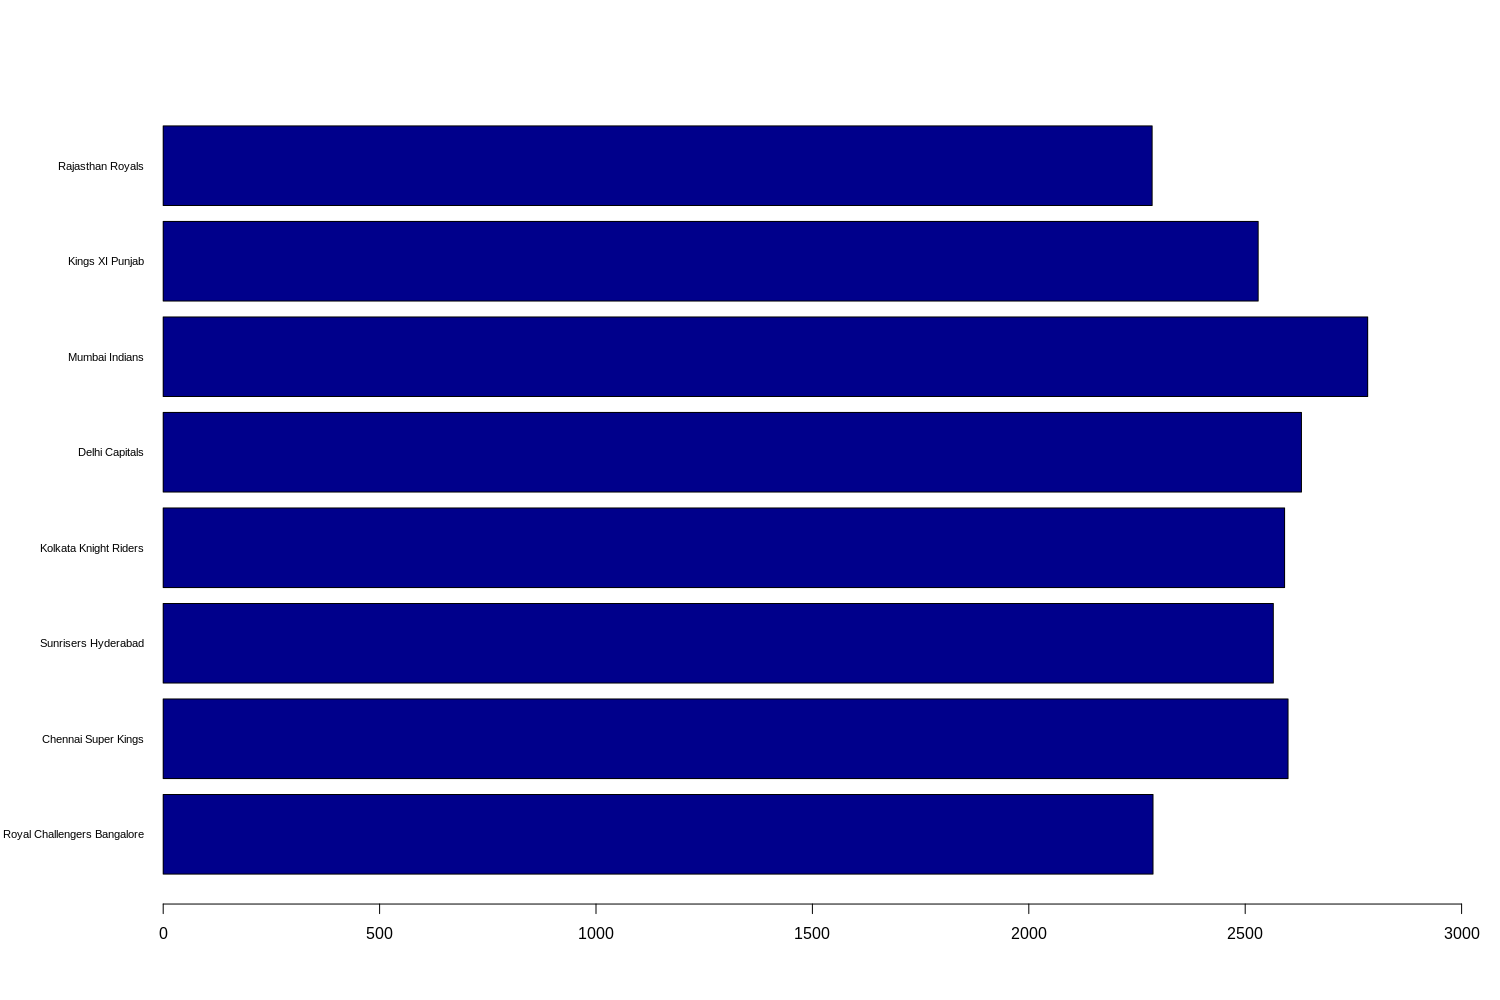 Rajasthan Royals
Kings XI Punjab
Mumbai Indians
Delhi Capitals
Kolkata Knight Riders
Sunrisers Hyderabad
Chennai Super Kings
Royal Challengers Bangalore
0 500 1000 1500 2000 2500 3000